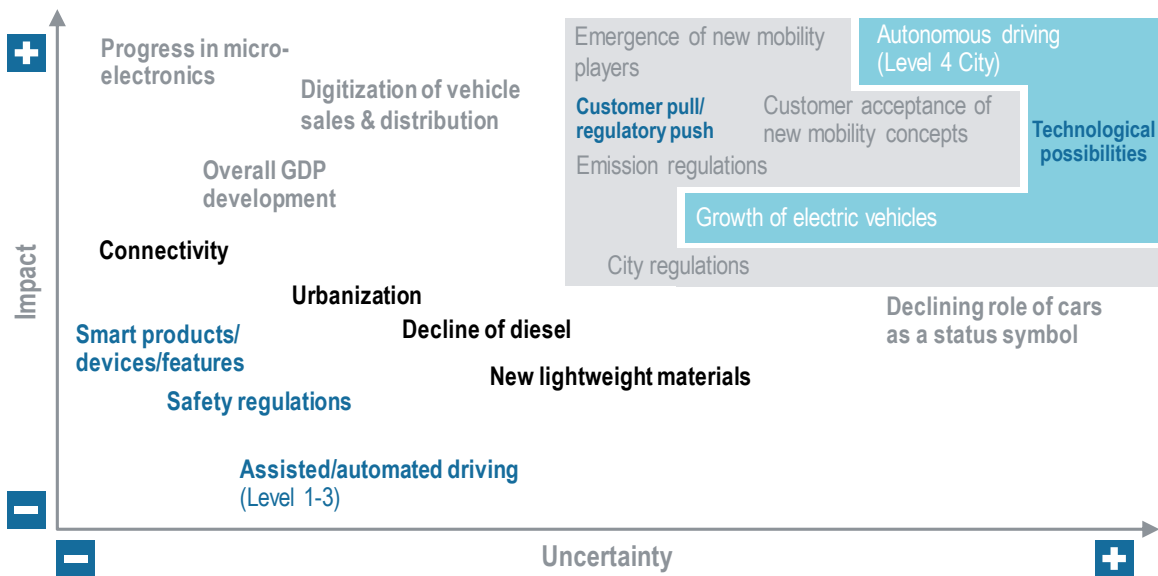 Progress in micro-
electronics
Digitization of vehicle
sales & distribution
Overall GDP
development
Connectivity
Urbanization
Decline of diesel
Smart products/
devices/features
New lightweight materials
Safety regulations
Assisted/automated driving
(Level 1-3)
Emergence of new mobility
players
Autonomous driving
(Level 4 City)
Customer pull/
regulatory push
Customer acceptance of
new mobility concepts
Technological
possibilities
Emission regulations
Growth of electric vehicles
City regulations
Declining role of cars
as a status symbol
Impact
Uncertainty